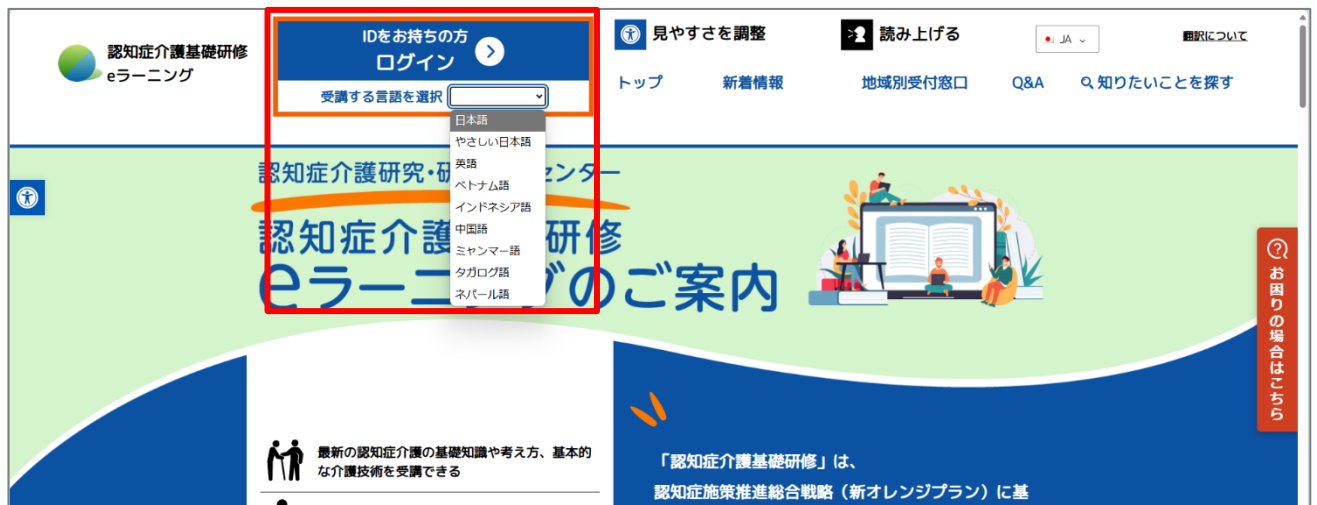 認知症介護基礎研修
eラーニング
IDをお持ちの方
ログイン
受講する言語を選択
見やすさを調整
読み上げる
JA
翻訳について
トップ
新着情報
地域別受付窓口
Q&A
知りたいことを探す
日本語
やさしい日本語
英語
ベトナム語
インドネシア語
中国語
ミャンマー語
タガログ語
ネパール語
認知症介護研究・研 センター
認知症介護 研修
eラーニングのご案内
お困りの場合はこちら
最新の認知症介護の基礎知識や考え方、基本的
な介護技術を受講できる
「認知症介護基礎研修」は、
認知症施策推進総合戦略(新オレンジプラン)に基